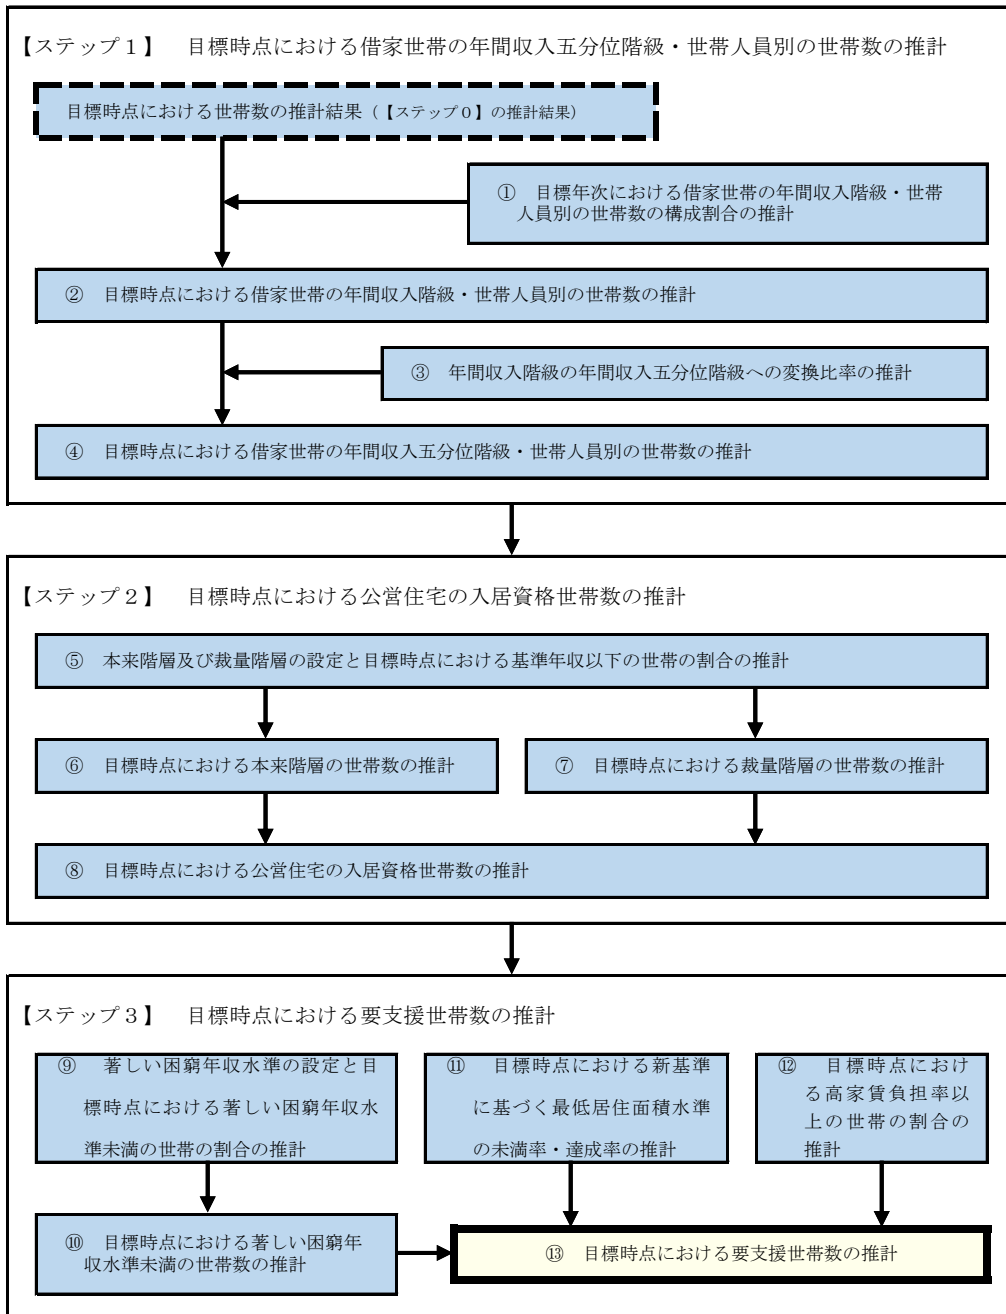 【ステップ１】　目標時点における借家世帯の年間収入五分位階級・世帯人員別の世帯数の推計
目標時点における世帯数の推計結果（【ステップ０】の推計結果）
①　目標年次における借家世帯の年間収入階級・世帯
人員別の世帯数の構成割合の推計
②　目標時点における借家世帯の年間収入階級・世帯人員別の世帯数の推計
③　年間収入階級の年間収入五分位階級への変換比率の推計
④　目標時点における借家世帯の年間収入五分位階級・世帯人員別の世帯数の推計
【ステップ２】　目標時点における公営住宅の入居資格世帯数の推計
⑤　本来階層及び裁量階層の設定と目標時点における基準年収以下の世帯の割合の推計
⑥　目標時点における本来階層の世帯数の推計
⑦　目標時点における裁量階層の世帯数の推計
⑧　目標時点における公営住宅の入居資格世帯数の推計
【ステップ３】　目標時点における要支援世帯数の推計
⑨　著しい困窮年収水準の設定と目
標時点における著しい困窮年収水
準未満の世帯の割合の推計
⑪　目標時点における新基準
に基づく最低居住面積水準
の未満率・達成率の推計
⑫　目標時点におけ
る高家賃負担率以
上の世帯の割合の
推計
⑩　目標時点における著しい困窮年
収水準未満の世帯数の推計
⑬　目標時点における要支援世帯数の推計